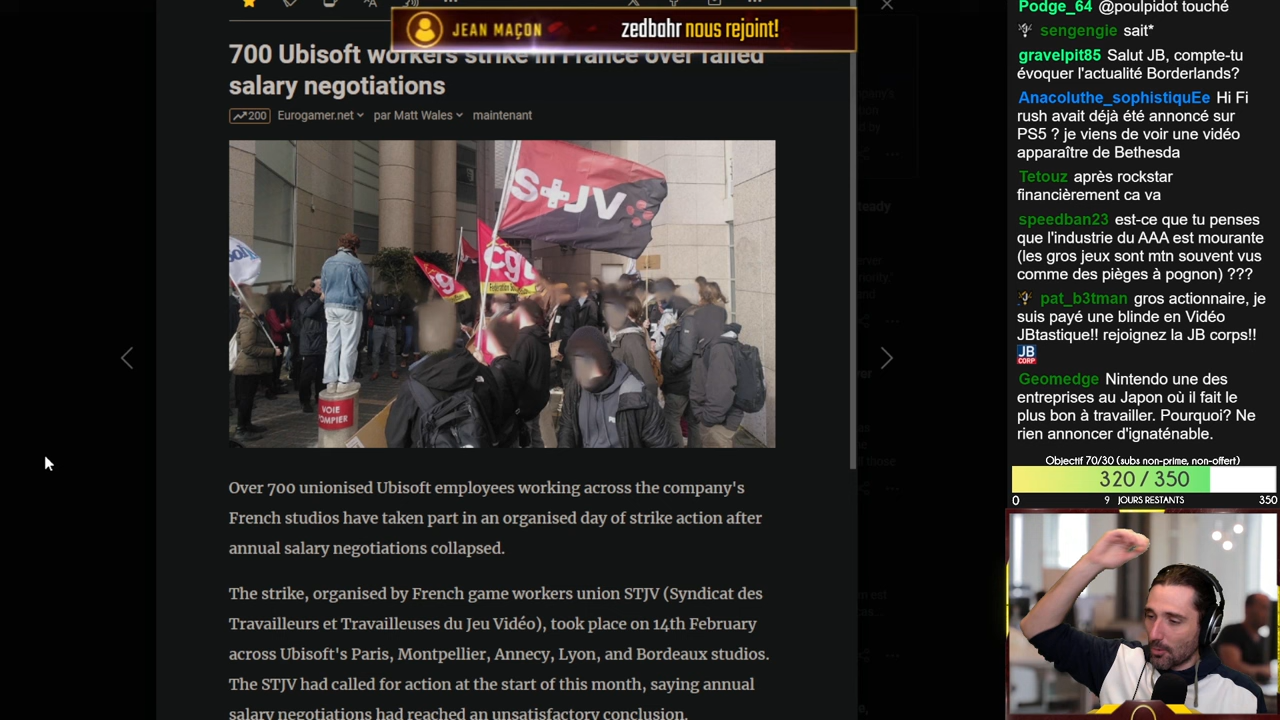 JEAN MAÇON
zedbahr nous rejoint!
700 Ubisoft workers strike in France over failed
salary negotiations
200 Eurogamer.net par Matt Wales maintenant
S+JV
cgt
VOIE
POMPIER
Over 700 unionised Ubisoft employees working across the company's
French studios have taken part in an organised day of strike action after
annual salary negotiations collapsed.
The strike, organised by French game workers union STJV (Syndicat des
Travailleurs et Travailleuses du Jeu Vidéo), took place on 14th February
across Ubisoft's Paris, Montpellier, Annecy, Lyon, and Bordeaux studios.
The STJV had called for action at the start of this month, saying annual
salary negotiations had reached an unsatisfactory conclusion.
Podge_64 @poulpidot touché
sengengie sait*
gravelpit85 Salut JB, compte-tu
évoquer l'actualité Borderlands?
Anacoluthe_sophistiquEe Hi Fi
rush avait déjà été annoncé sur
PS5 ? je viens de voir une vidéo
apparaître de Bethesda
Tetouz après rockstar
financièrement ca va
speedban23 est-ce que tu penses
que l'industrie du AAA est mourante
(les gros jeux sont mtn souvent vus
comme des pièges à pognon) ???
pat_b3tman gros actionnaire, je
suis payé une blinde en Vidéo
JBtastique!! rejoignez la JB corps!!
JB
CORP
Geomedge Nintendo une des
entreprises au Japon où il fait le
plus bon à travailler. Pourquoi? Ne
rien annoncer d'ignaténable.
Objectif 70/30 (subs non-prime, non-offert)
320 / 350
0 9 JOURS RESTANTS 350